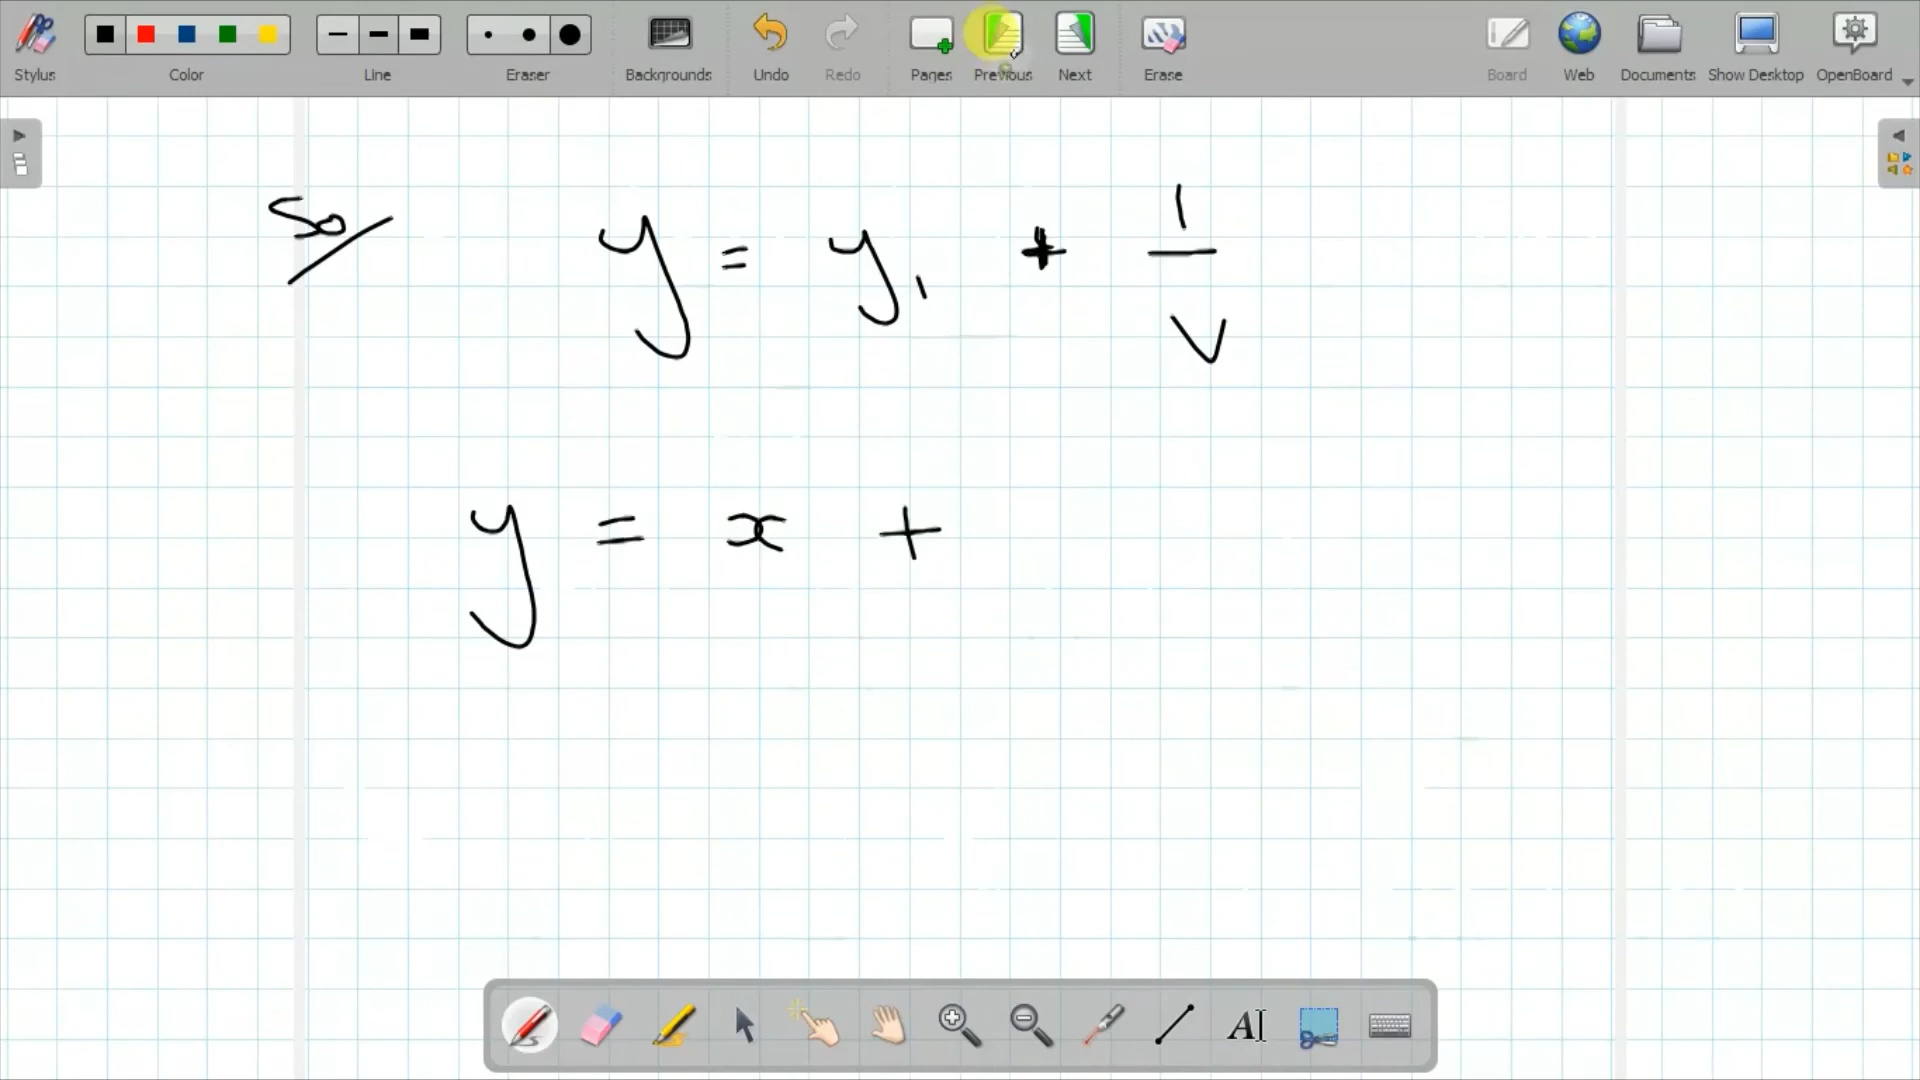 Stylus Color Line Eraser Backgrounds Undo Redo Pages Previous Next Erase Board Web Documents Show Desktop OpenBoard
So y = y₁ + 1/v
y = x +